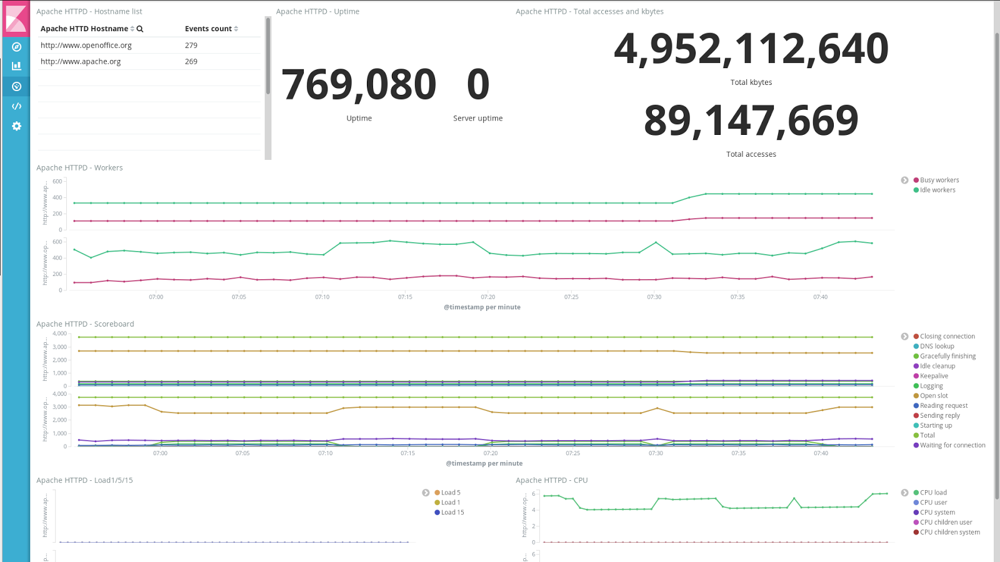 Apache HTTPD - Hostname list
Apache HTTD Hostname
Events count
http://www.openoffice.org
279
http://www.apache.org
269
Apache HTTPD - Uptime
769,080
Uptime
0
Server uptime
Apache HTTPD - Total accesses and kbytes
4,952,112,640
Total kbytes
89,147,669
Total accesses
Apache HTTPD - Workers
http://www.ap...
600
400
200
0
http://www.op...
600
400
200
0
07:00
07:05
07:10
07:15
07:20
07:25
07:30
07:35
07:40
@timestamp per minute
Busy workers
Idle workers
Apache HTTPD - Scoreboard
http://www.ap...
4,000
3,000
2,000
1,000
0
http://www.op...
4,000
3,000
2,000
1,000
0
07:00
07:05
07:10
07:15
07:20
07:25
07:30
07:35
07:40
@timestamp per minute
Closing connection
DNS lookup
Gracefully finishing
Idle cleanup
Keepalive
Logging
Open slot
Reading request
Sending reply
Starting up
Total
Waiting for connection
Apache HTTPD - Load1/5/15
http://www.ap...
p...
Load 5
Load 1
Load 15
Apache HTTPD - CPU
http://www.op...
6
4
2
0
p...
6
CPU load
CPU user
CPU system
CPU children user
CPU children system